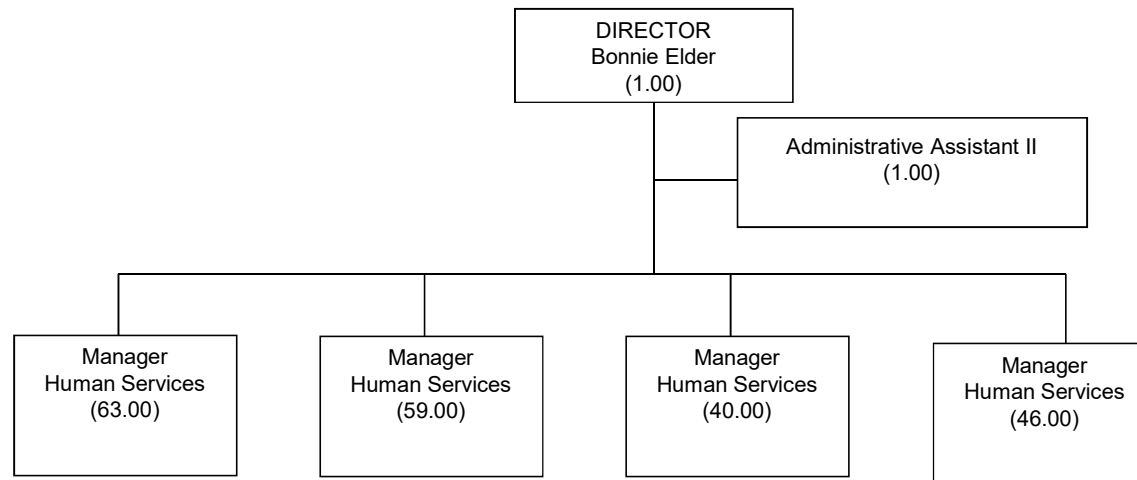 DIRECTOR
Bonnie Elder
(1.00)
Administrative Assistant II
(1.00)
Manager
Human Services
(63.00)
Manager
Human Services
(59.00)
Manager
Human Services
(40.00)
Manager
Human Services
(46.00)